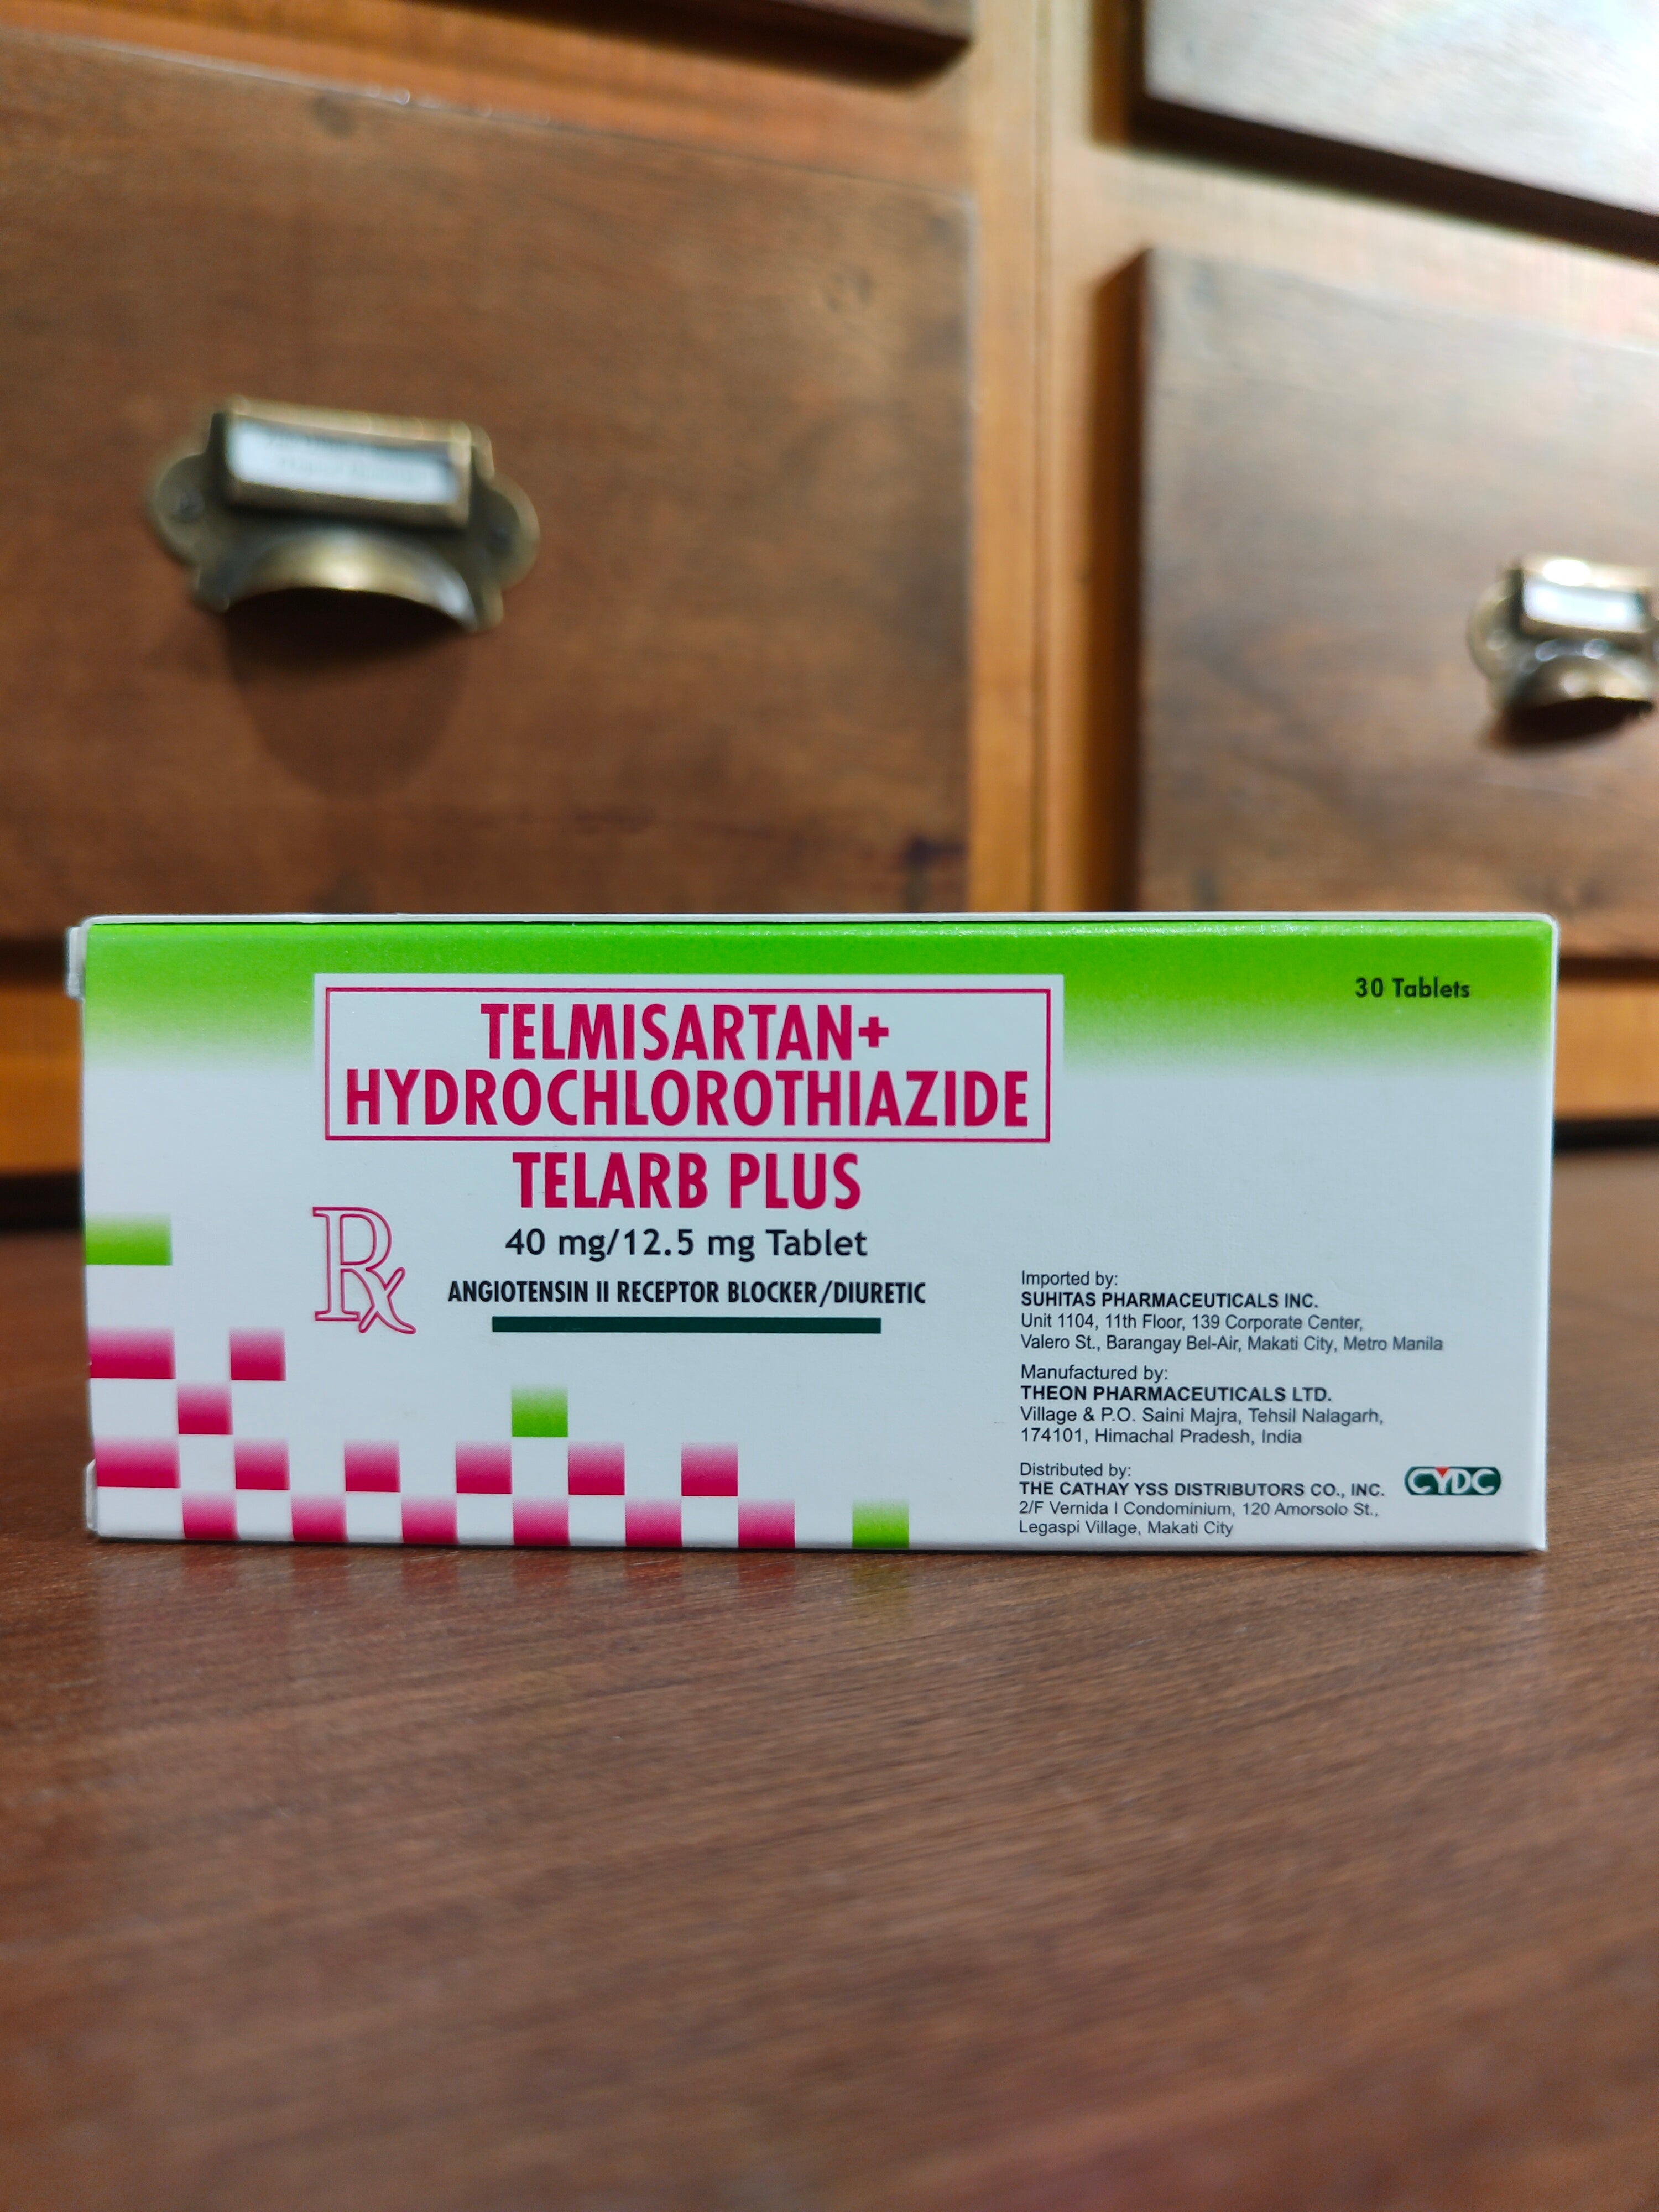 30 Tablets
TELMISARTAN+
HYDROCHLOROTHIAZIDE
TELARB PLUS
Rx
40 mg/12.5 mg Tablet
ANGIOTENSIN II RECEPTOR BLOCKER/DIURETIC
Imported by:
SUHITAS PHARMACEUTICALS INC.
Unit 1104, 11th Floor, 139 Corporate Center,
Valero St., Barangay Bel-Air, Makati City, Metro Manila
Manufactured by:
THEON PHARMACEUTICALS LTD.
Village & P.O. Saini Majra, Tehsil Nalagarh,
174101, Himachal Pradesh, India
Distributed by:
THE CATHAY YSS DISTRIBUTORS CO., INC.
2/F Vernida I Condominium, 120 Amorsolo St.,
Legaspi Village, Makati City
CYDC